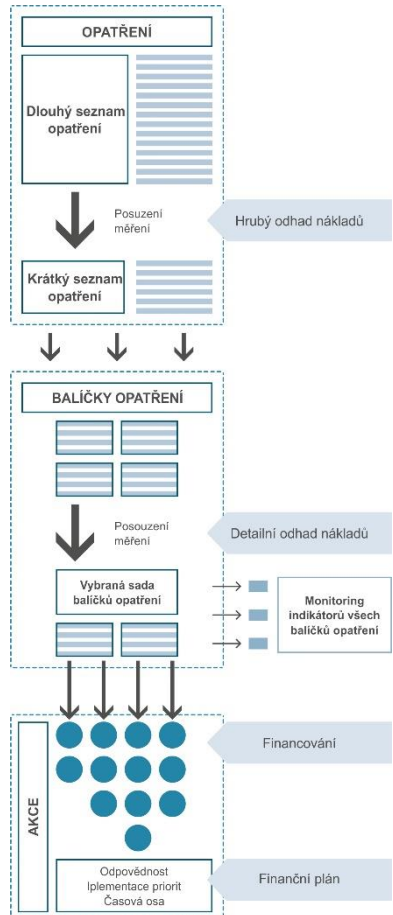 OPATŘENÍ
Dlouhý seznam
opatření
Posuzení
měření
Hrubý odhad nákladů
Krátký seznam
opatření
BALÍČKY OPATŘENÍ
Posouzení
měření
Detailní odhad nákladů
Vybraná sada
balíčků opatření
Monitoring
indikátorů všech
balíčků opatření
AKCE
Financování
Odpovědnost
Iplementace priorit
Časová osa
Finanční plán